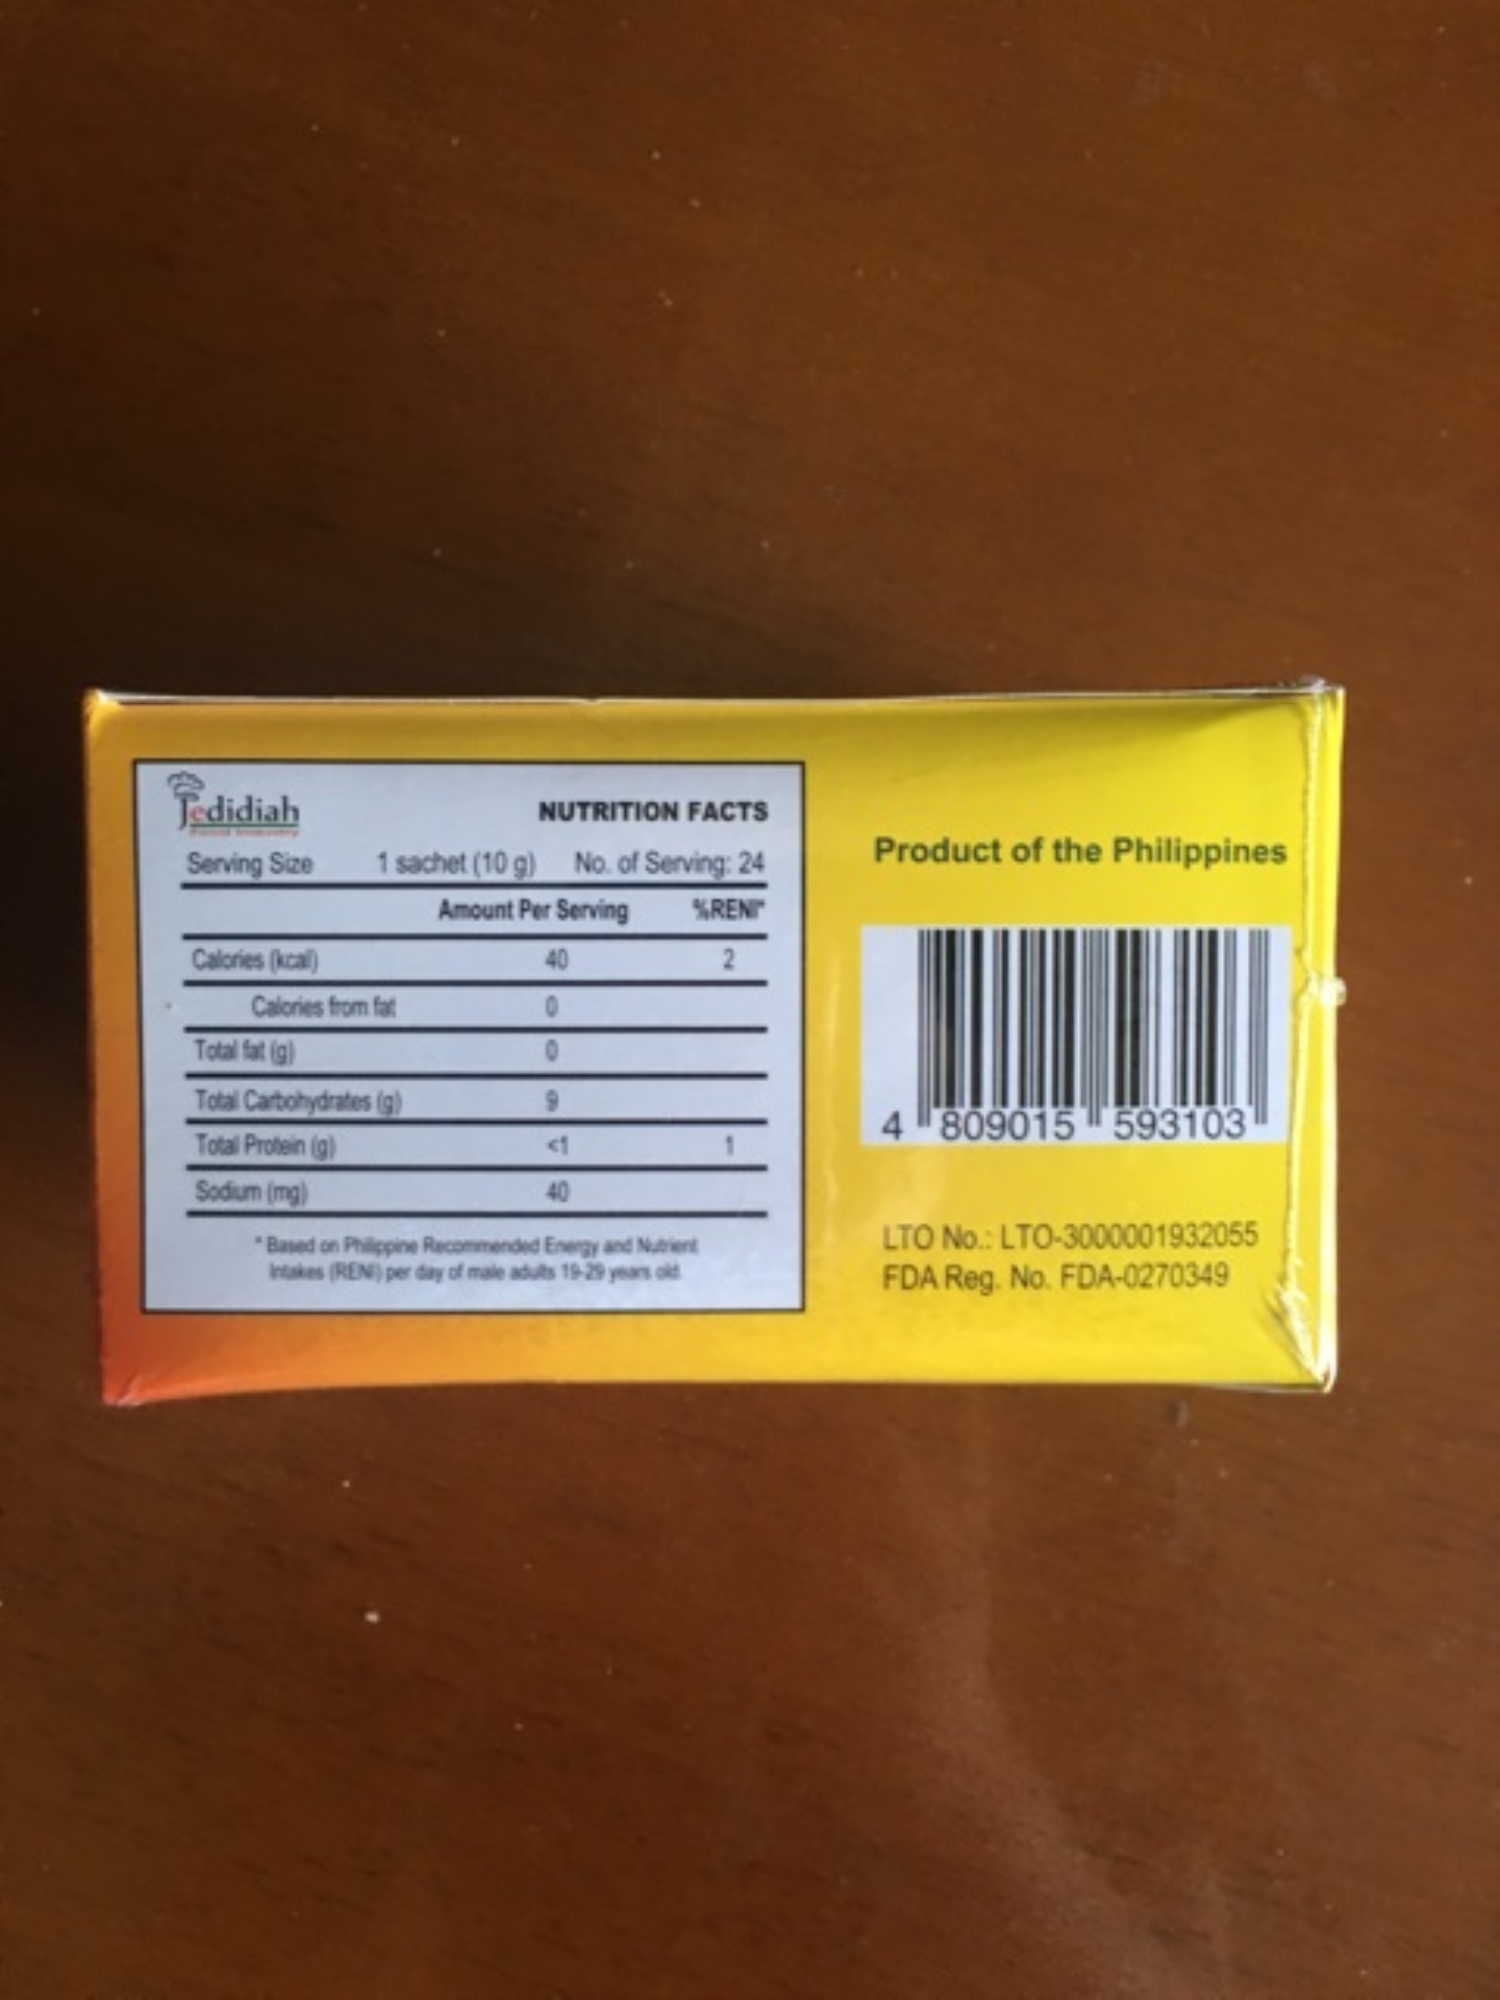 Jedidiah
NUTRITION FACTS
Serving Size 1 sachet (10 g) No. of Serving: 24
Amount Per Serving %RENI*
Calories (kcal) 40 2
Calories from fat 0
Total fat (g) 0
Total Carbohydrates (g) 9
Total Protein (g) <1 1
Sodium (mg) 40
* Based on Philippine Recommended Energy and Nutrient
Intakes (RENI) per day of male adults 19-29 years old.
Product of the Philippines
4 809015 593103
LTO No.: LTO-3000001932055
FDA Reg. No. FDA-0270349